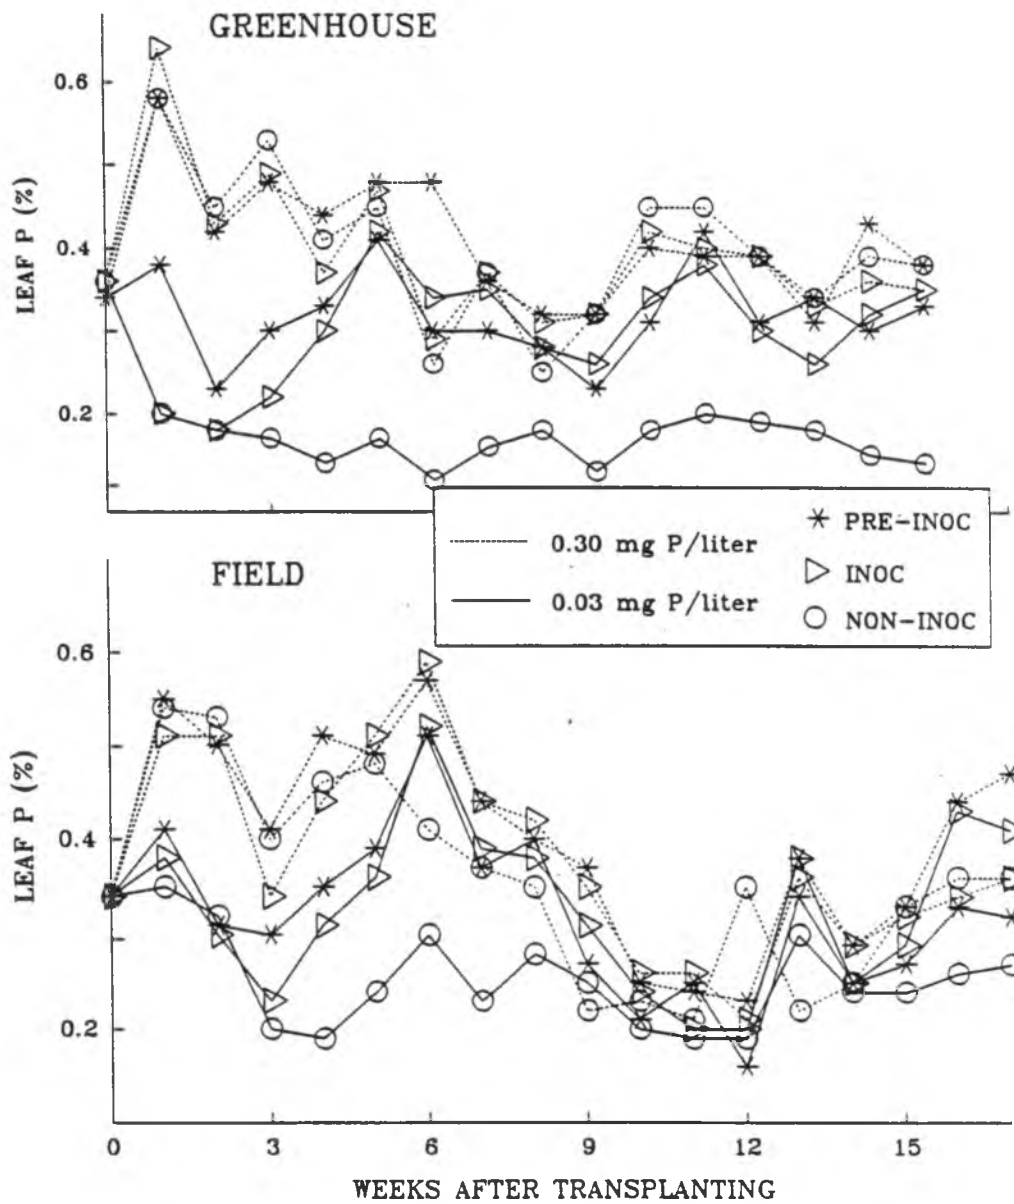 GREENHOUSE
0.6
0.4
0.2
LEAF P (%)
0.30 mg P/liter
0.03 mg P/liter
PRE-INOC
INOC
NON-INOC
FIELD
0.6
0.4
0.2
LEAF P (%)
0 3 6 9 12 15
WEEKS AFTER TRANSPLANTING